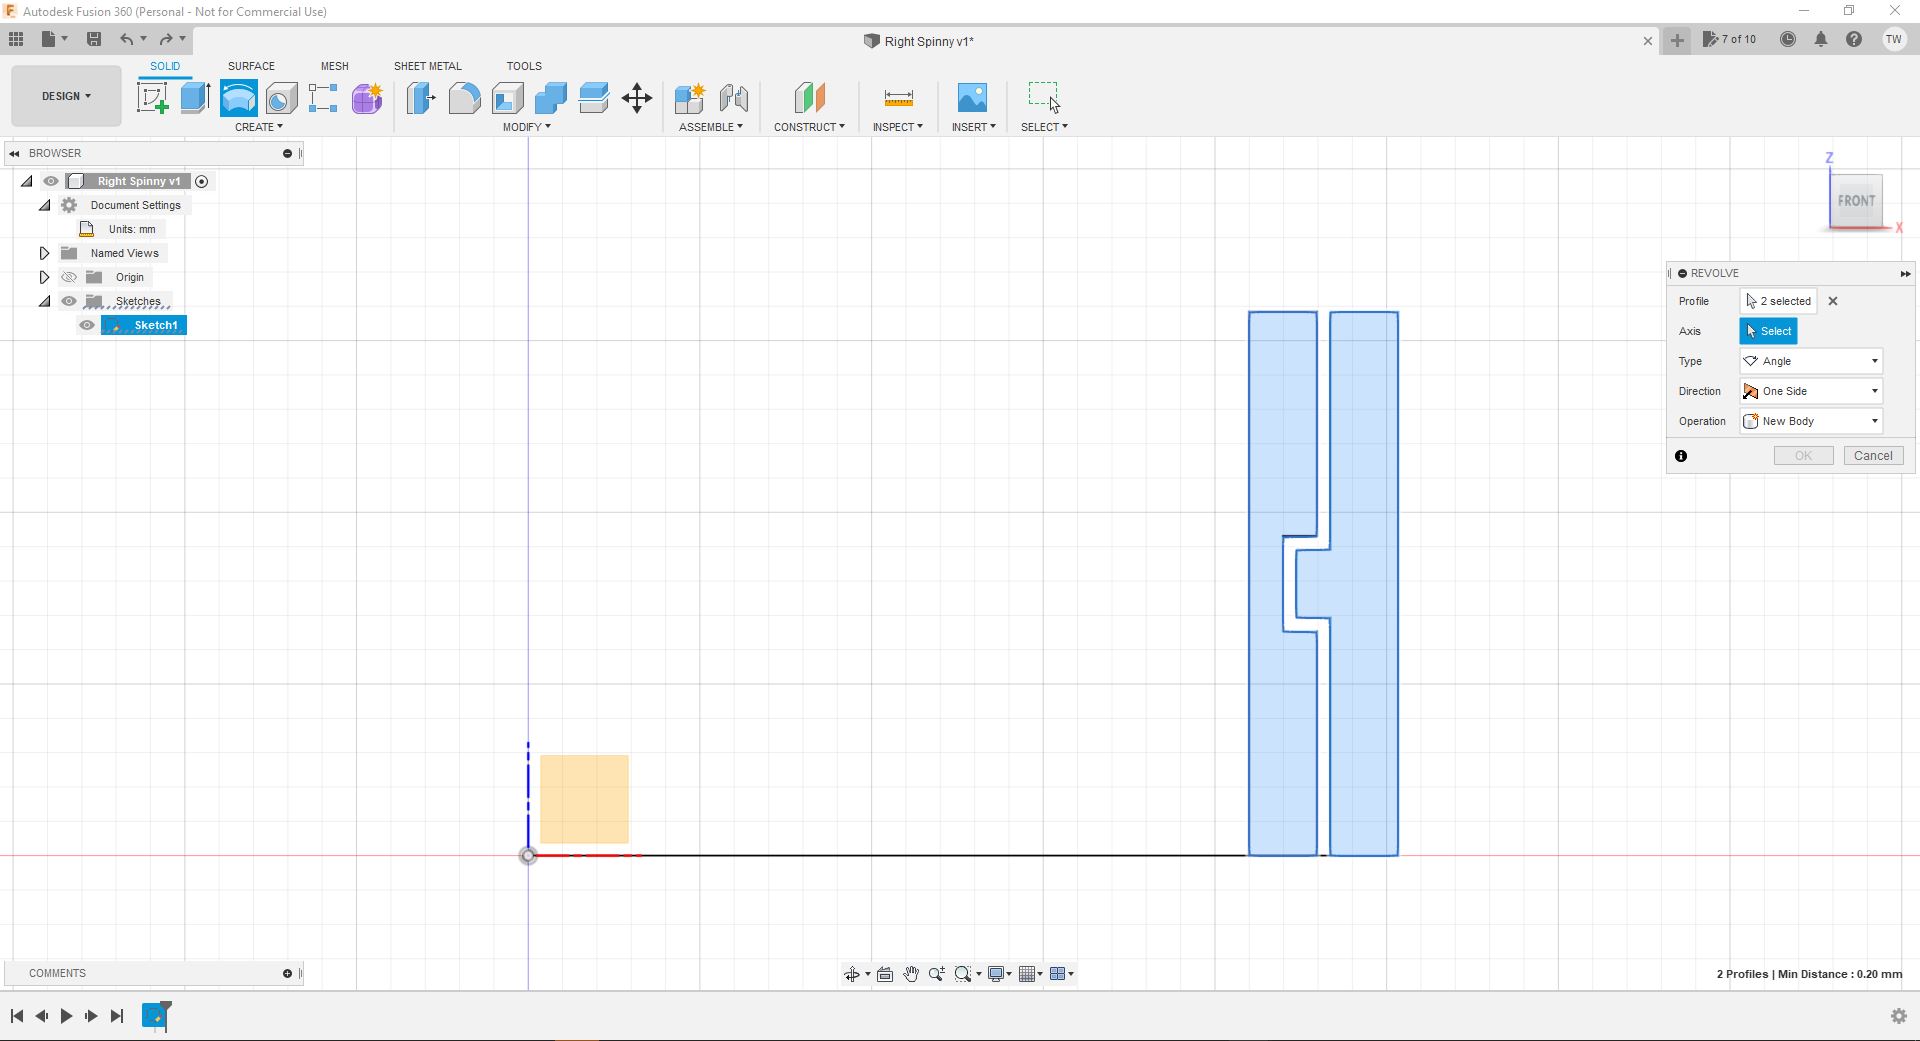 Autodesk Fusion 360 (Personal - Not for Commercial Use)
Right Spinny v1*
7 of 10
TW
DESIGN
SOLID SURFACE MESH SHEET METAL TOOLS
CREATE MODIFY ASSEMBLE CONSTRUCT INSPECT INSERT SELECT
BROWSER
Right Spinny v1
Document Settings
Units: mm
Named Views
Origin
Sketches
Sketch1
Z
FRONT
X
REVOLVE
Profile 2 selected
Axis Select
Type Angle
Direction One Side
Operation New Body
OK Cancel
COMMENTS
2 Profiles | Min Distance : 0.20 mm